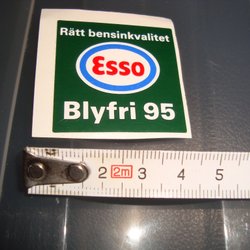 Rätt bensinkvalitet
Esso
Blyfri 95
2 2m 3 4 5